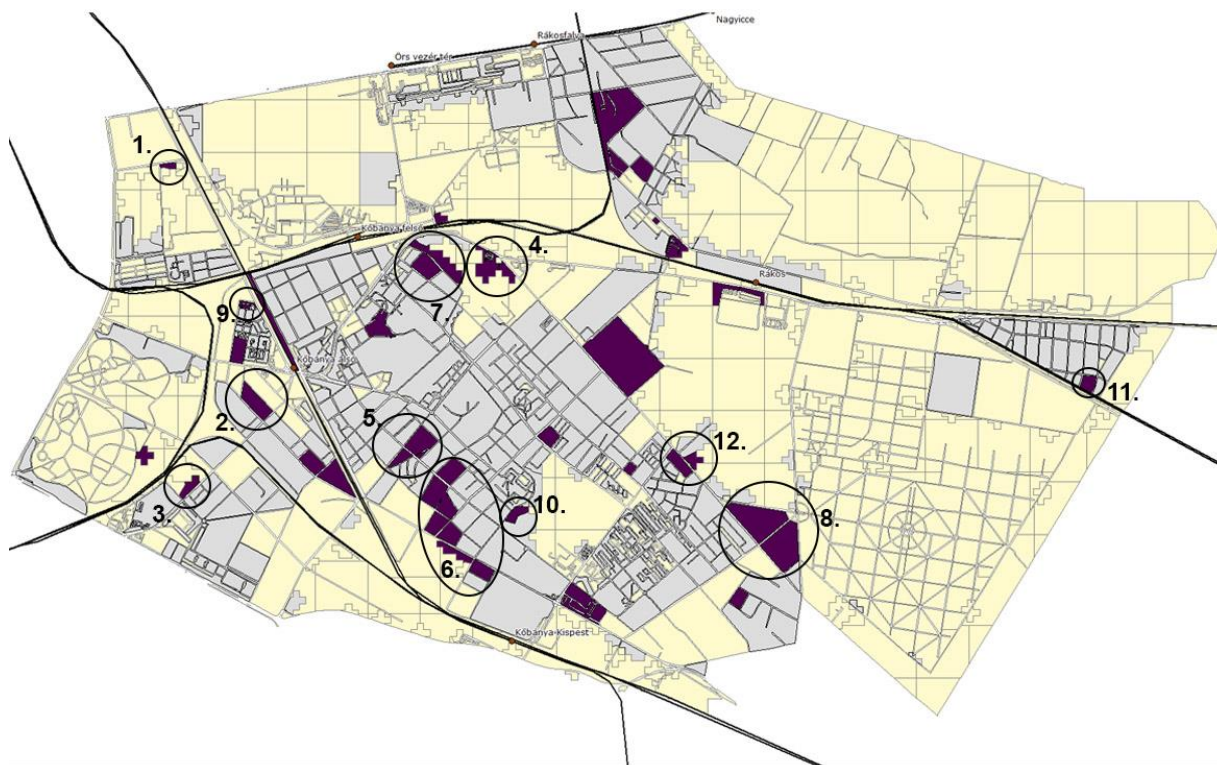 Nagyicce
Rákosfalva
Örs vezér tér
1.
Kőbánya felső
4.
7.
Rákos
9.
Kőbánya alsó
11.
2.
5.
12.
3.
10.
8.
6.
Kőbánya-Kispest